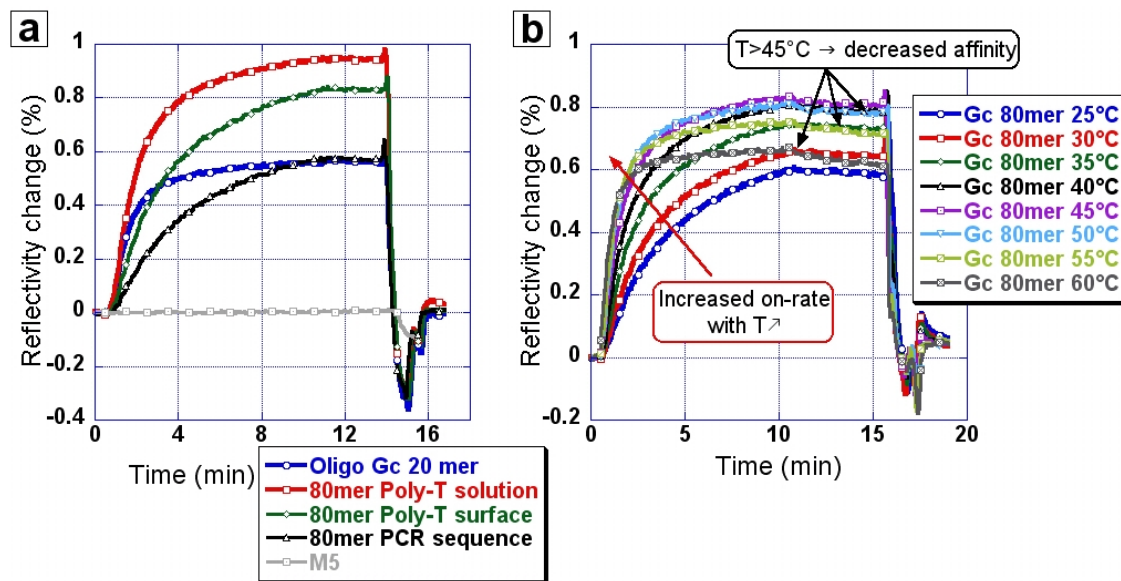 a
Reflectivity change (%)
1
0.8
0.6
0.4
0.2
0
-0.2
-0.4
0 4 8 12 16
Time (min)
Oligo Gc 20 mer
80mer Poly-T solution
80mer Poly-T surface
80mer PCR sequence
M5
b
Reflectivity change (%)
1
0.8
0.6
0.4
0.2
0
-0.2
0 5 10 15 20
Time (min)
T>45°C → decreased affinity
Increased on-rate
with T↗
Gc 80mer 25°C
Gc 80mer 30°C
Gc 80mer 35°C
Gc 80mer 40°C
Gc 80mer 45°C
Gc 80mer 50°C
Gc 80mer 55°C
Gc 80mer 60°C